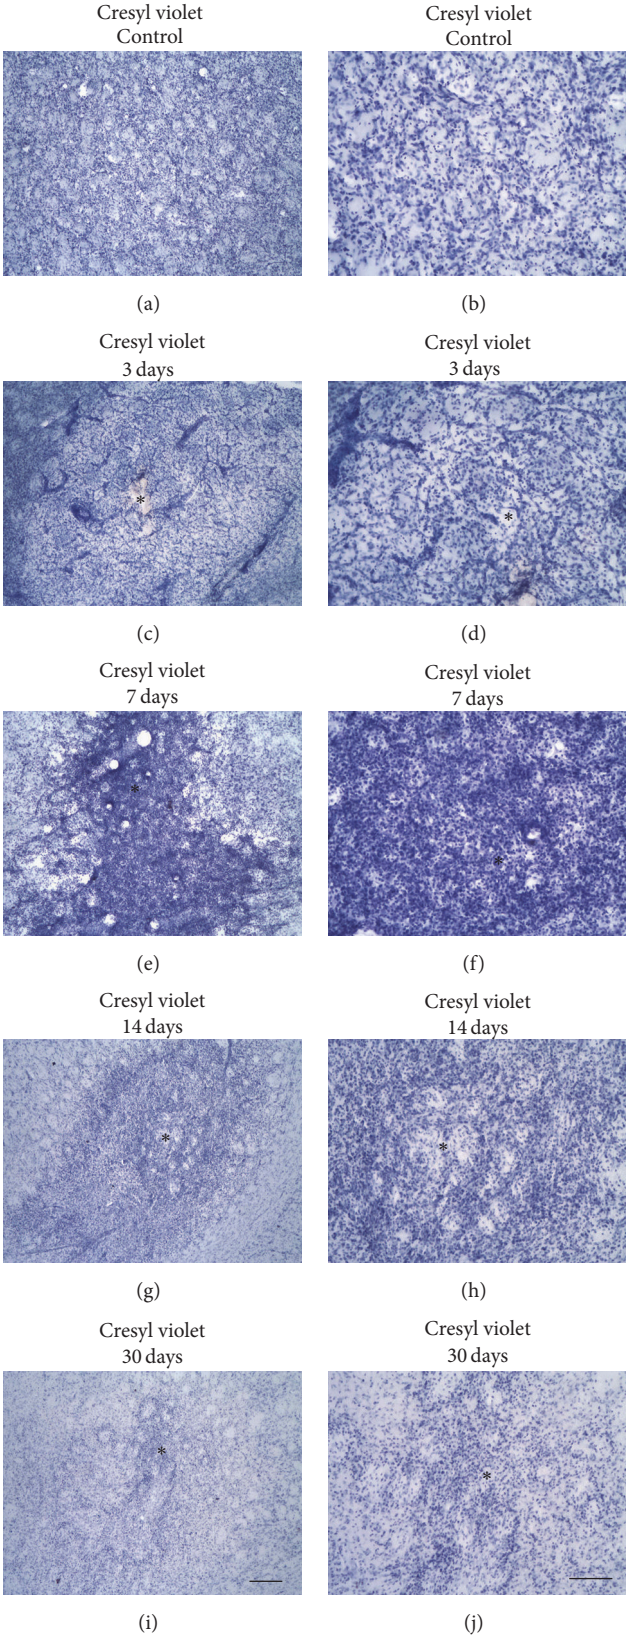 Cresyl violet
Control
Cresyl violet
Control
(a)
(b)
Cresyl violet
3 days
Cresyl violet
3 days
*
*
(c)
(d)
Cresyl violet
7 days
Cresyl violet
7 days
*
*
(e)
(f)
Cresyl violet
14 days
Cresyl violet
14 days
*
*
(g)
(h)
Cresyl violet
30 days
Cresyl violet
30 days
*
*
(i)
(j)